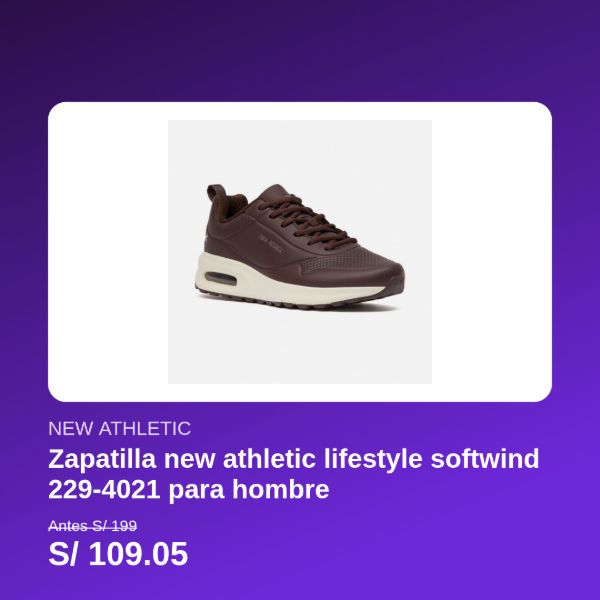 NEW ATHLETIC
Zapatilla new athletic lifestyle softwind
229-4021 para hombre
Antes S/ 199
S/ 109.05